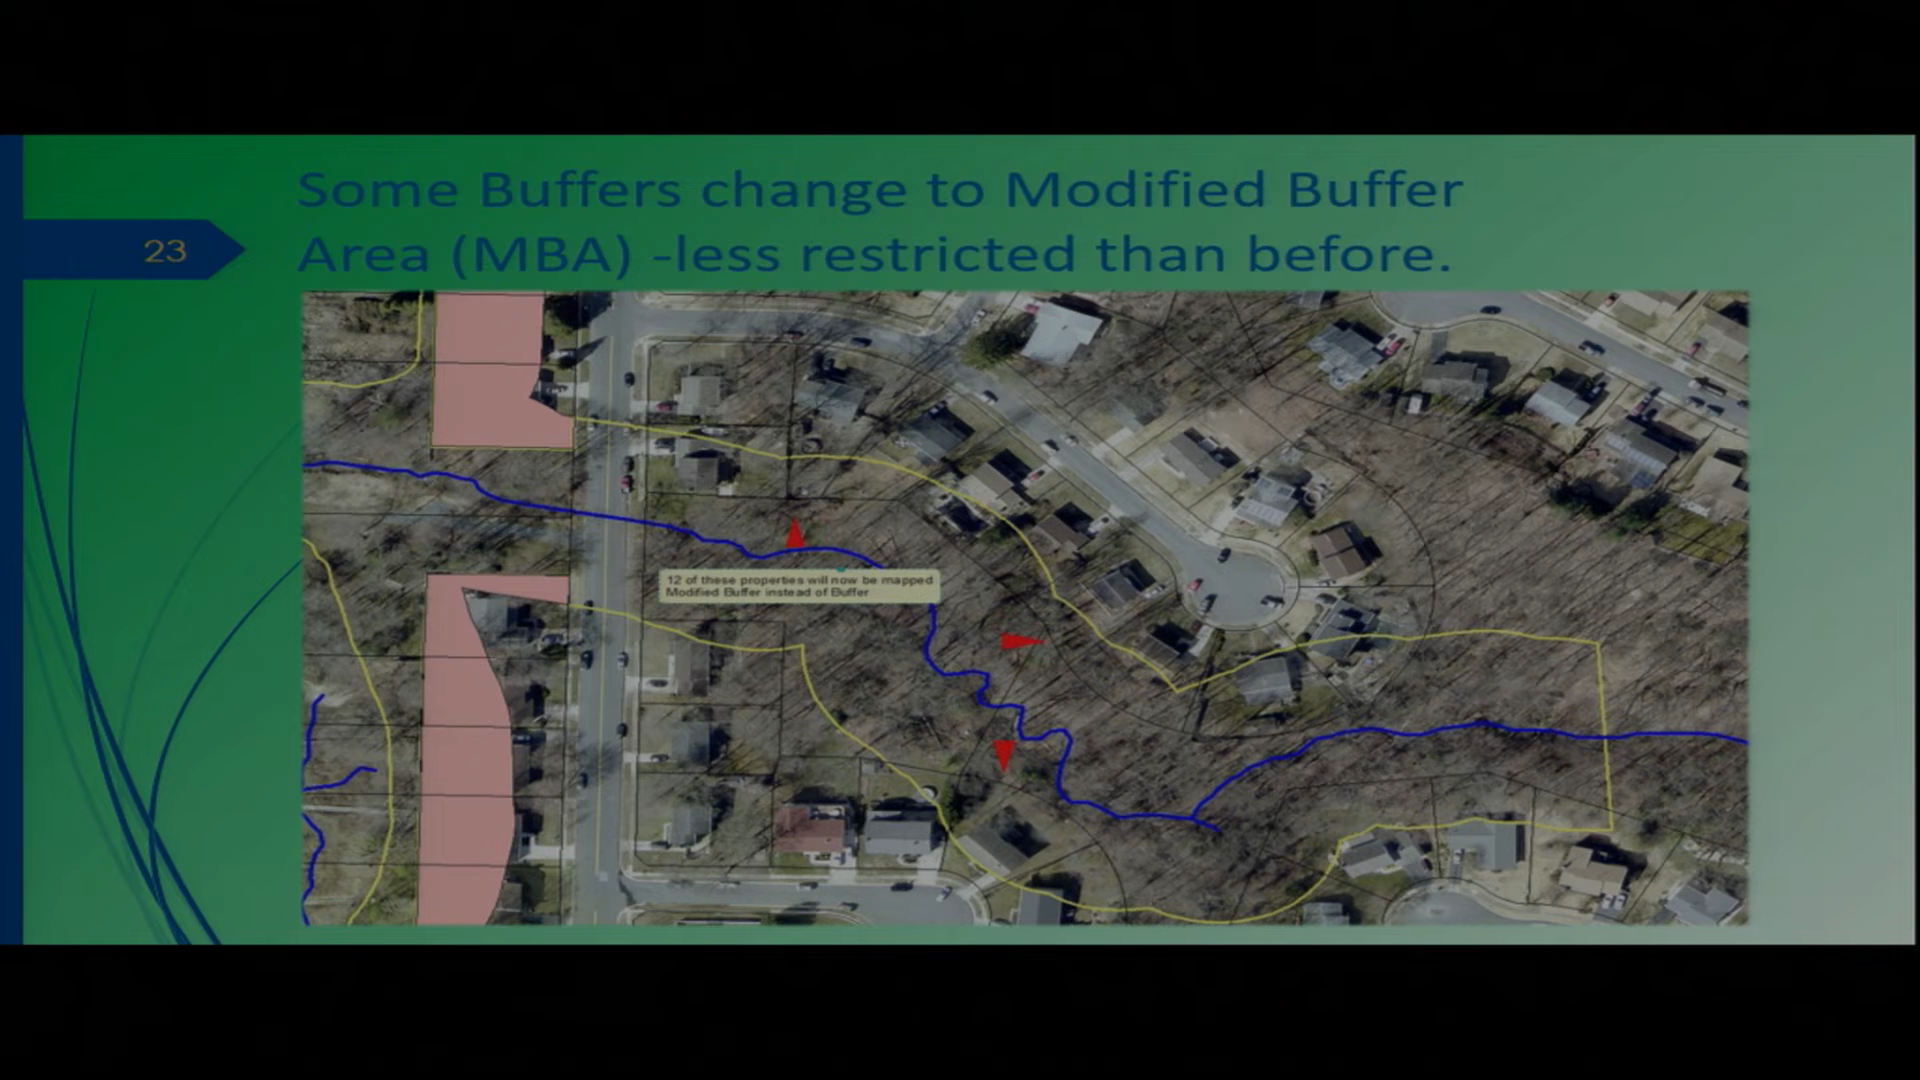 Some Buffers change to Modified Buffer
23
Area (MBA) -less restricted than before.
12 of these properties will now be mapped
Modified Buffer instead of Buffer